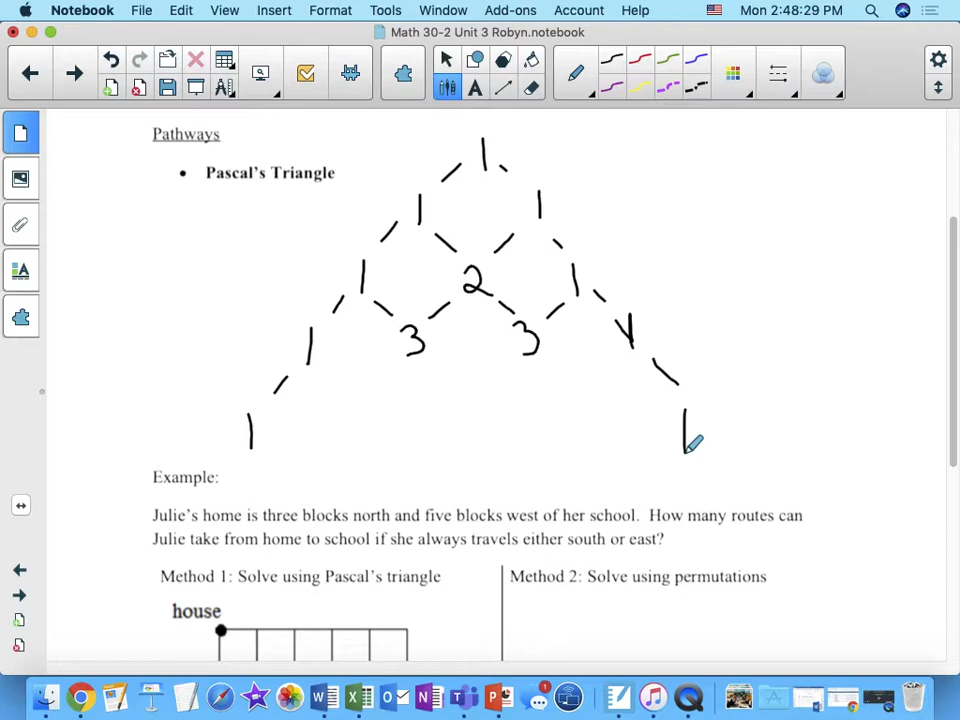 Notebook File Edit View Insert Format Tools Window Add-ons Account Help Mon 2:48:29 PM
Math 30-2 Unit 3 Robyn.notebook
Pathways
• Pascal's Triangle
1
1 1
1 2 1
1 3 3 1
1 1
Example:
Julie's home is three blocks north and five blocks west of her school. How many routes can
Julie take from home to school if she always travels either south or east?
Method 1: Solve using Pascal's triangle
Method 2: Solve using permutations
house